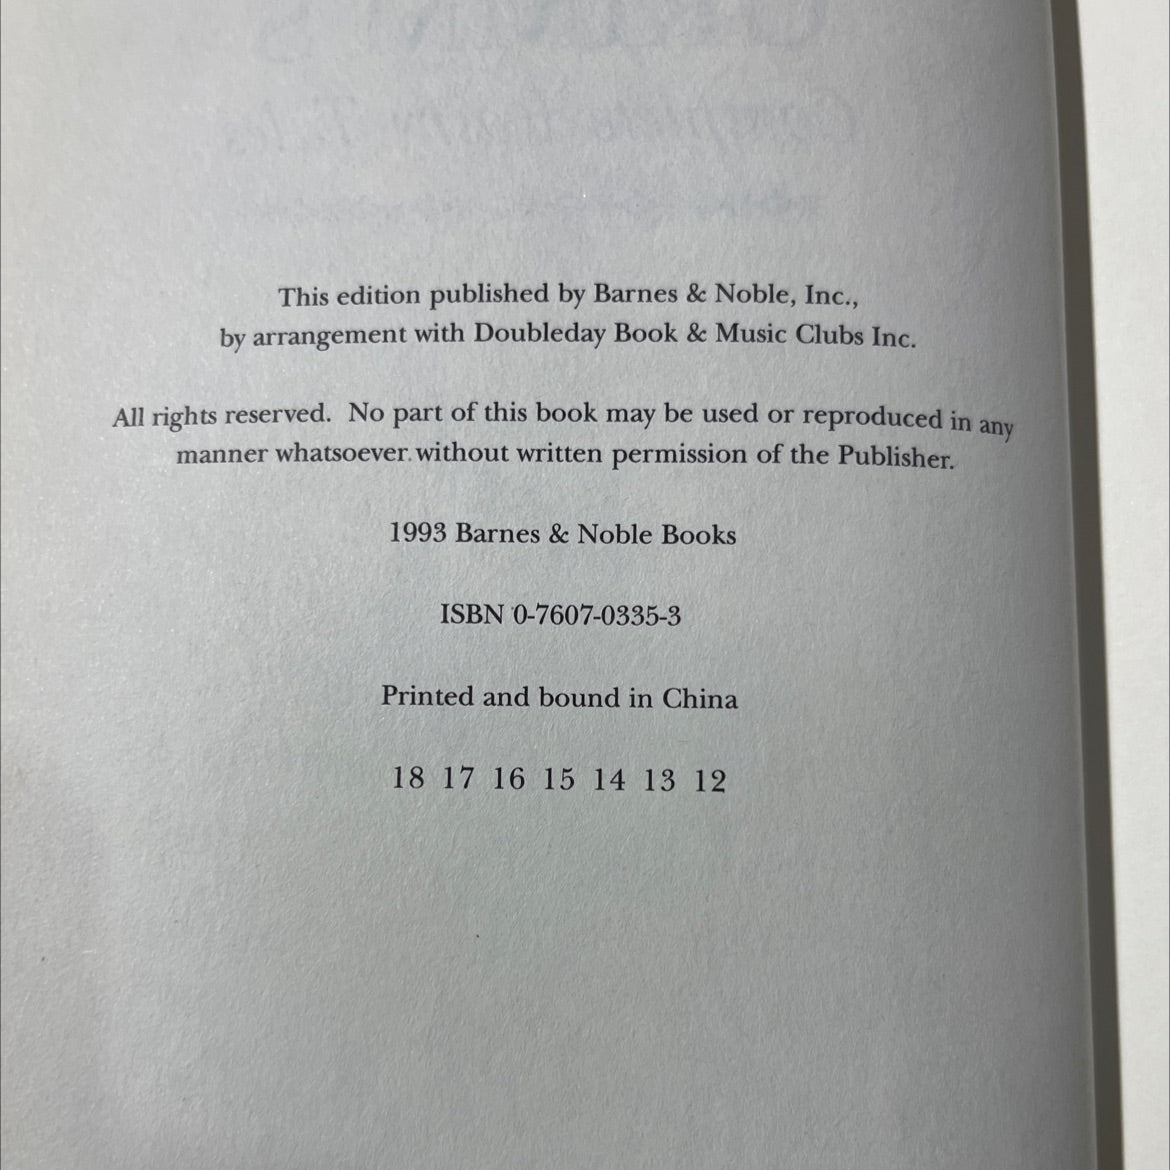 This edition published by Barnes & Noble, Inc.,
by arrangement with Doubleday Book & Music Clubs Inc.
All rights reserved. No part of this book may be used or reproduced in any
manner whatsoever without written permission of the Publisher.
1993 Barnes & Noble Books
ISBN 0-7607-0335-3
Printed and bound in China
18 17 16 15 14 13 12